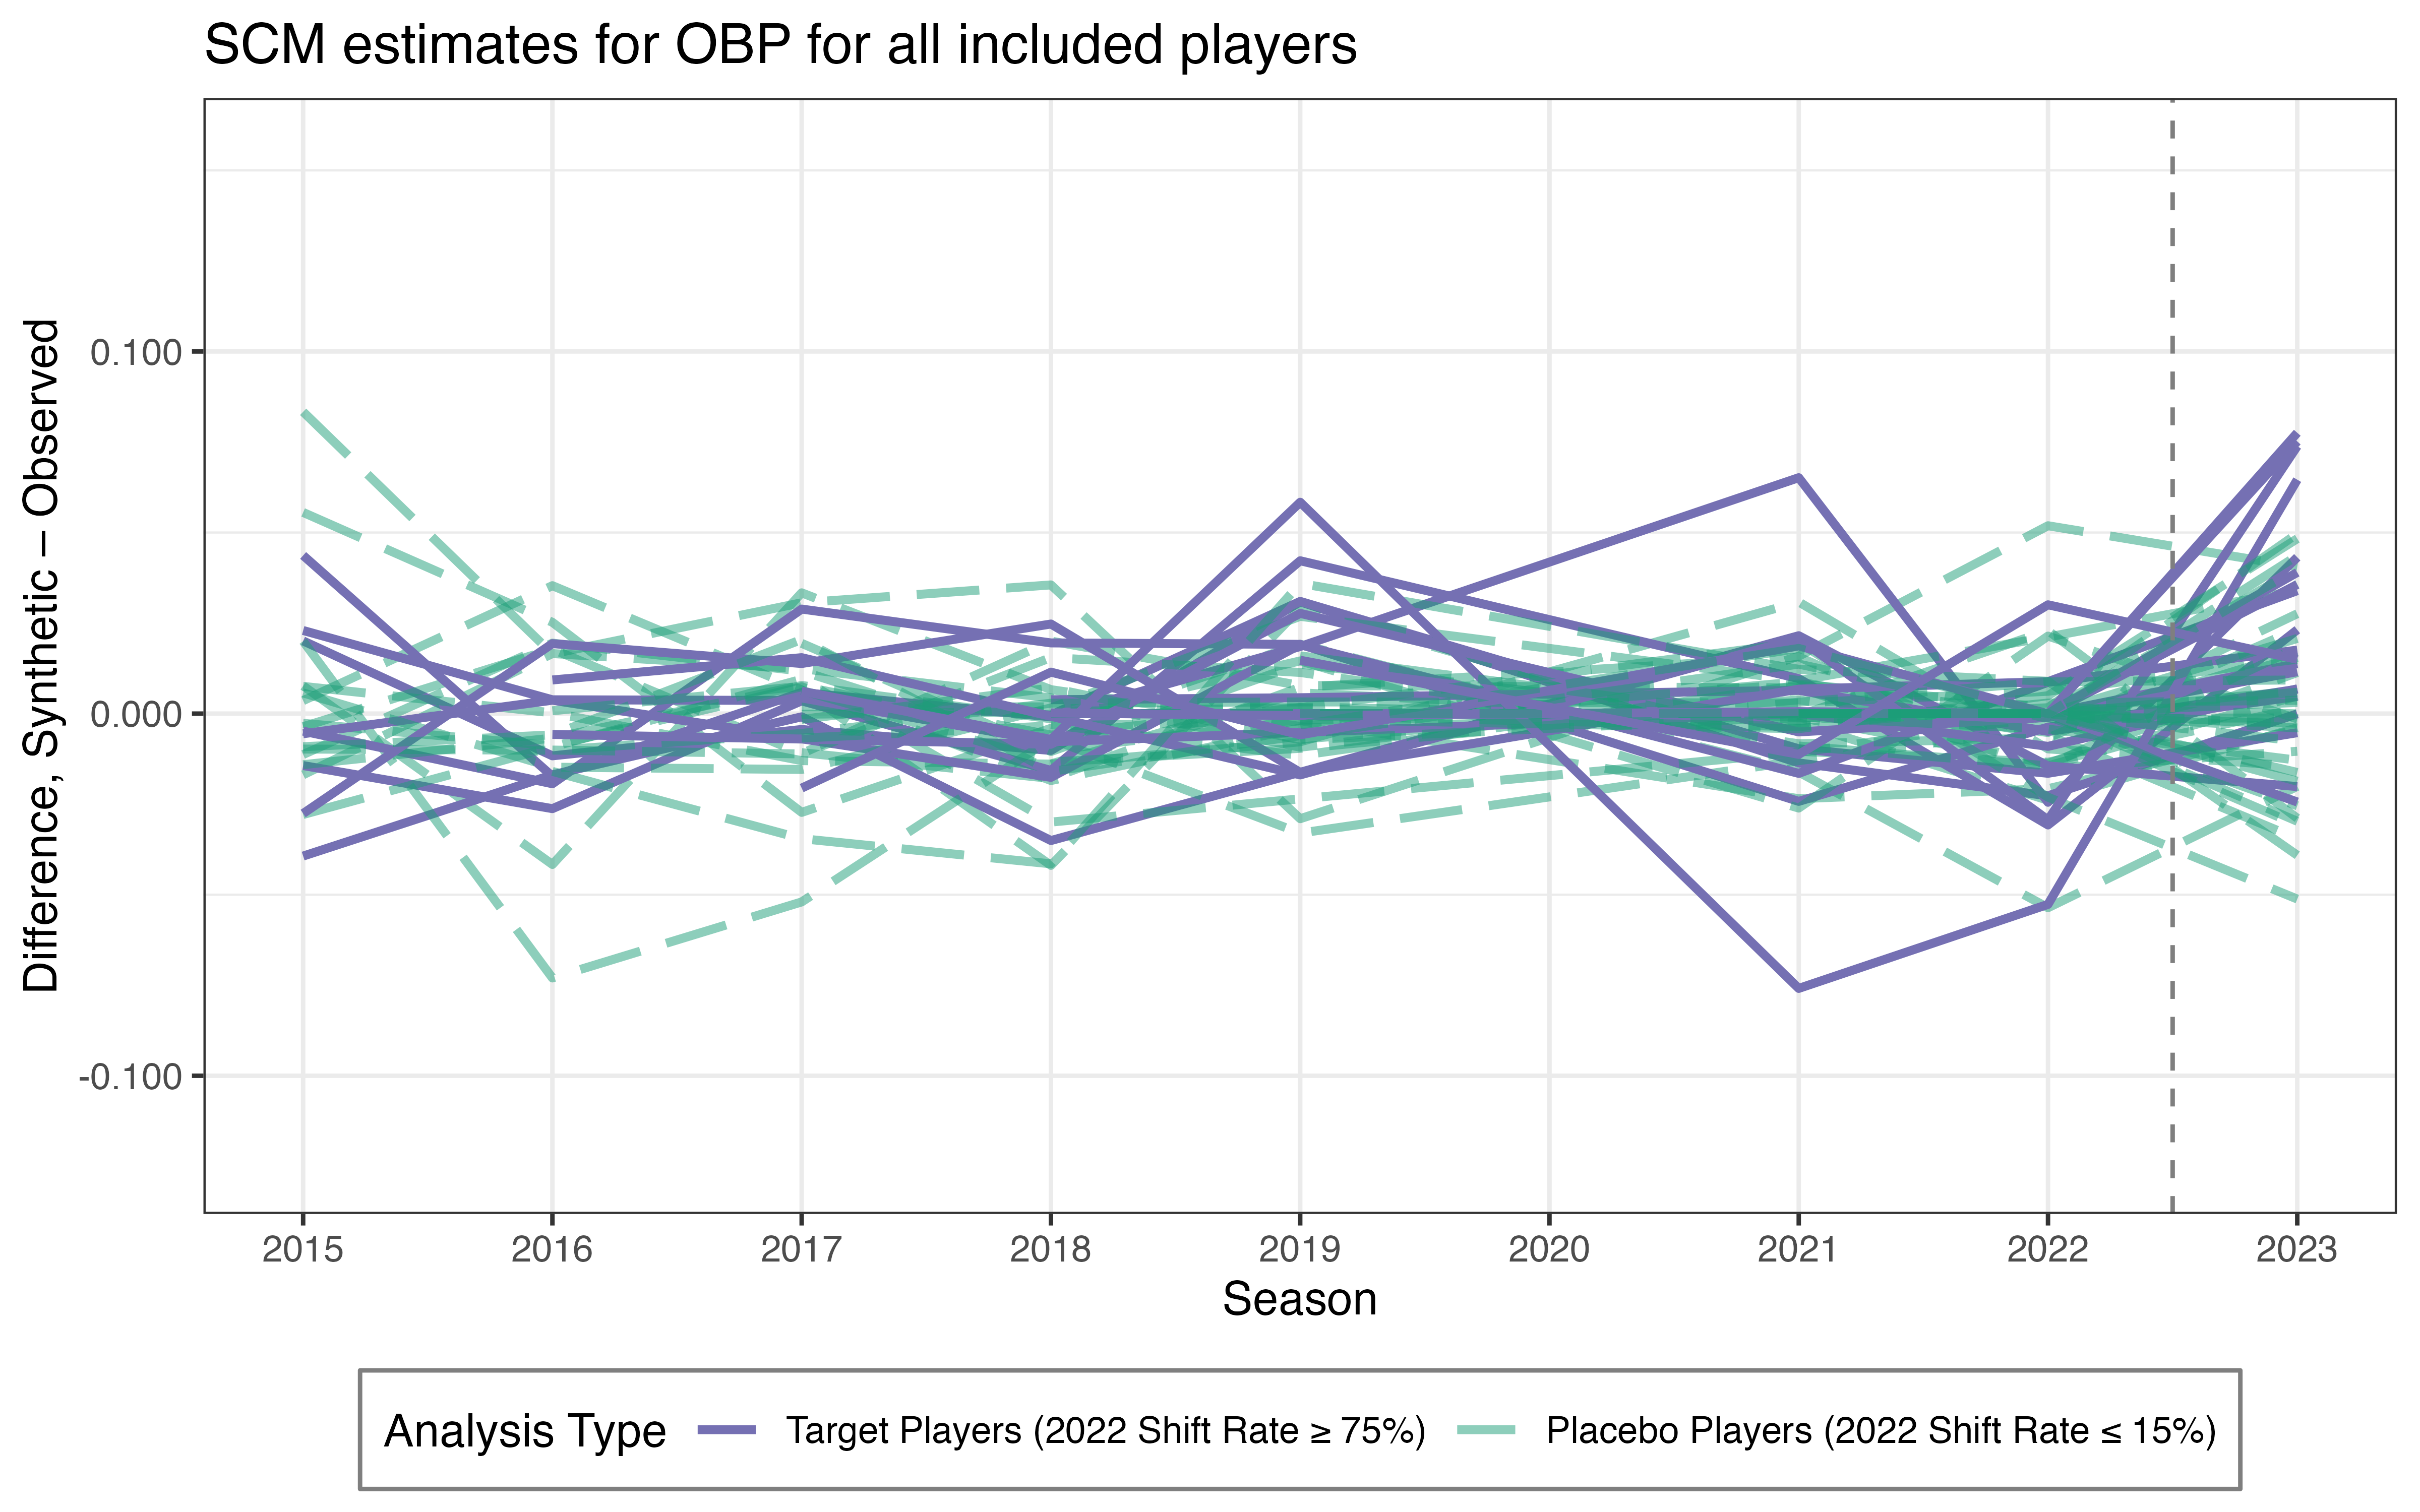 SCM estimates for OBP for all included players
Difference, Synthetic – Observed
0.100
0.000
-0.100
2015 2016 2017 2018 2019 2020 2021 2022 2023
Season
Analysis Type Target Players (2022 Shift Rate ≥ 75%) Placebo Players (2022 Shift Rate ≤ 15%)